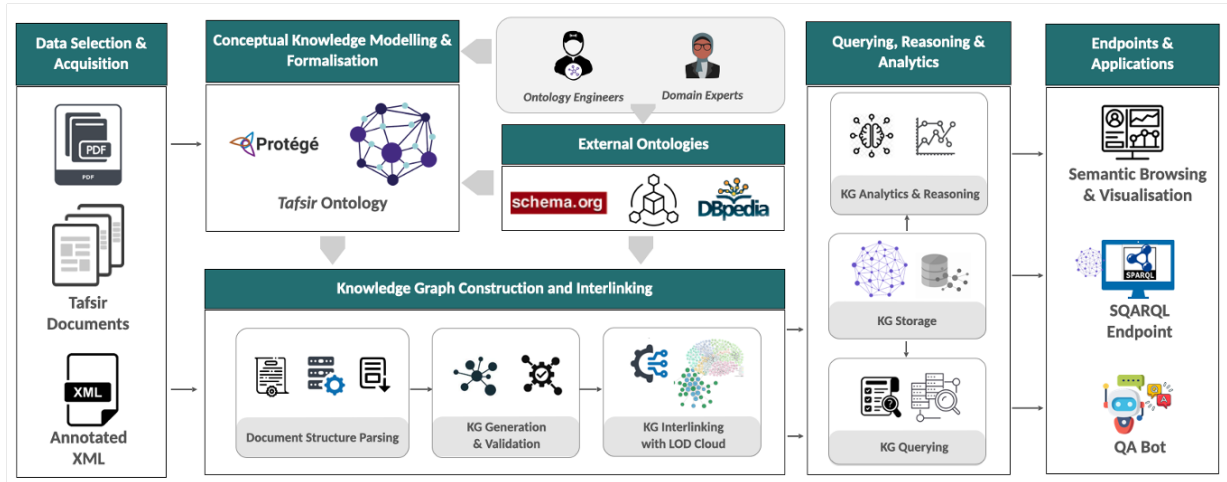 Data Selection &
Acquisition
PDF
PDF
Tafsir
Documents
XML
Annotated
XML
Conceptual Knowledge Modelling &
Formalisation
Protégé
Tafsir Ontology
Ontology Engineers
Domain Experts
External Ontologies
schema.org
DBpedia
Knowledge Graph Construction and Interlinking
Document Structure Parsing
KG Generation
& Validation
KG Interlinking
with LOD Cloud
Querying, Reasoning &
Analytics
KG Analytics & Reasoning
KG Storage
KG Querying
Endpoints &
Applications
Semantic Browsing
& Visualisation
SPARQL
SQARQL
Endpoint
Q
A
QA Bot